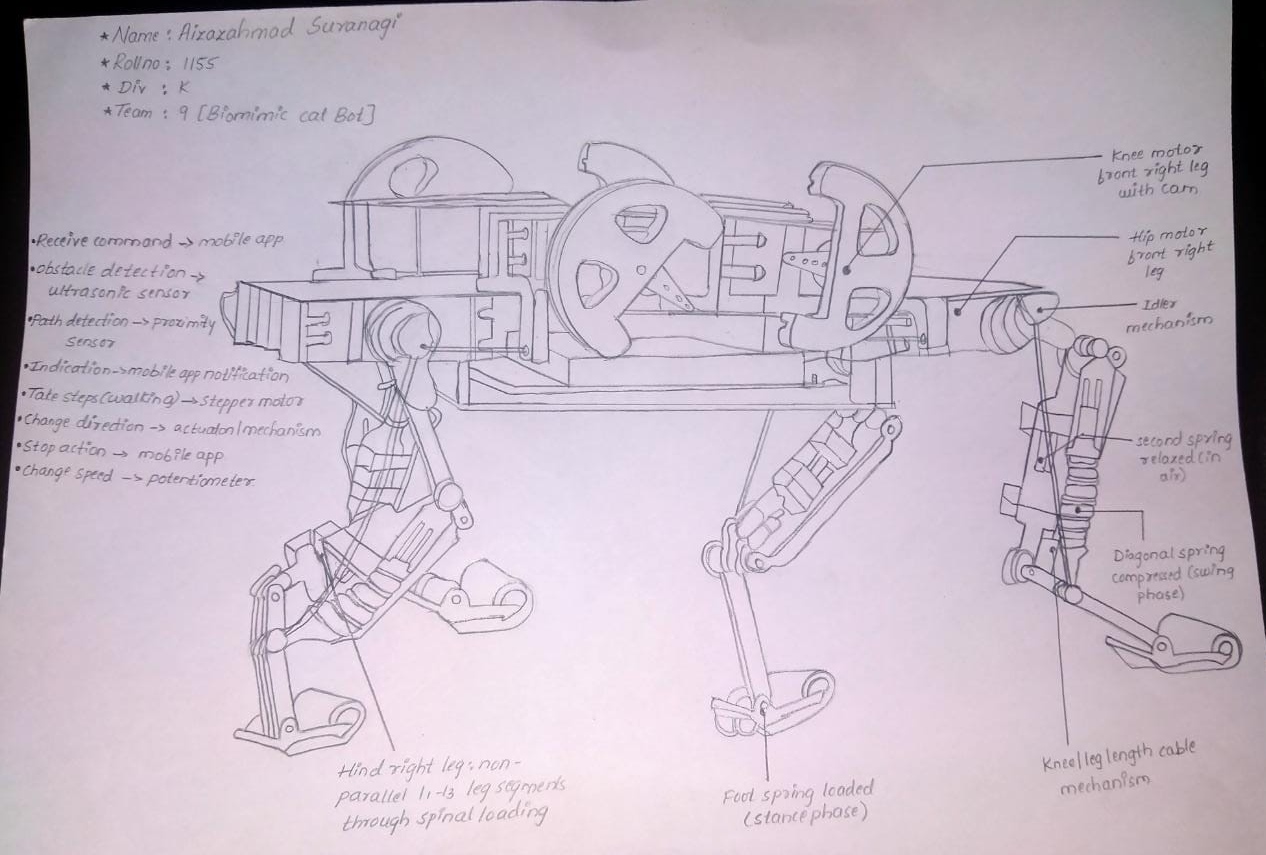 * Name : Aizazahmad Suranagi
* Rollno : 1155
* Div : K
* Team : 9 [Biomimic cat Bot]
•Receive command → mobile app
•obstacle detection →
ultrasonic sensor
•Path detection → proximity
sensor
•Indication → mobile app notification
•Take steps (walking) → stepper motor
•Change direction → actuator/mechanism
•Stop action → mobile app
•Change speed → potentiometer
Knee motor
front right leg
with cam
Hip motor
front right
leg
Idler
mechanism
second spring
relaxed (in
air)
Diagonal spring
compressed (swing
phase)
Knee/leg length cable
mechanism
Foot spring loaded
(stance phase)
Hind right leg: non-
parallel l1-l3 leg segments
through spinal loading